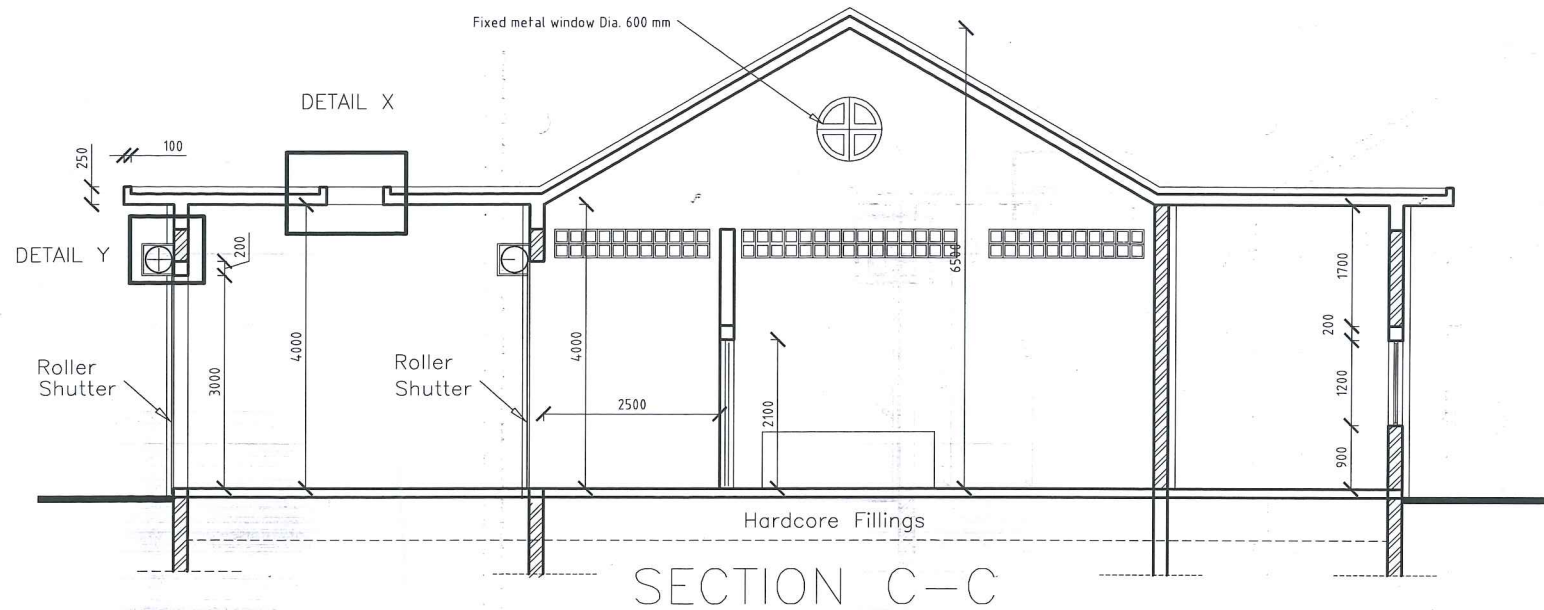 Fixed metal window Dia. 600 mm
DETAIL X
100
250
DETAIL Y
200
6500
1700
200
Roller
Shutter
3000
4000
Roller
Shutter
4000
2500
2100
1200
900
Hardcore Fillings
SECTION C-C